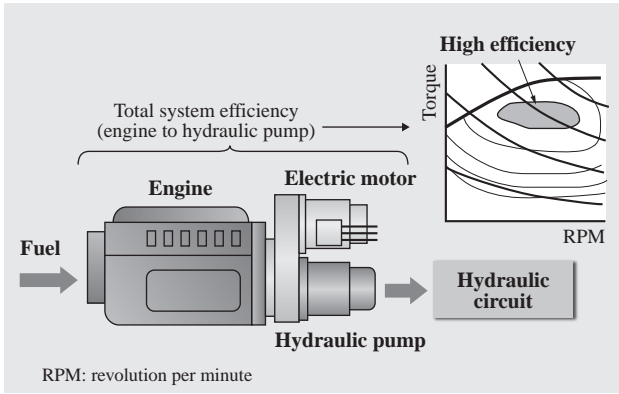 High efficiency
Torque
RPM
Total system efficiency
(engine to hydraulic pump)
Engine
Electric motor
Fuel
Hydraulic
circuit
Hydraulic pump
RPM: revolution per minute